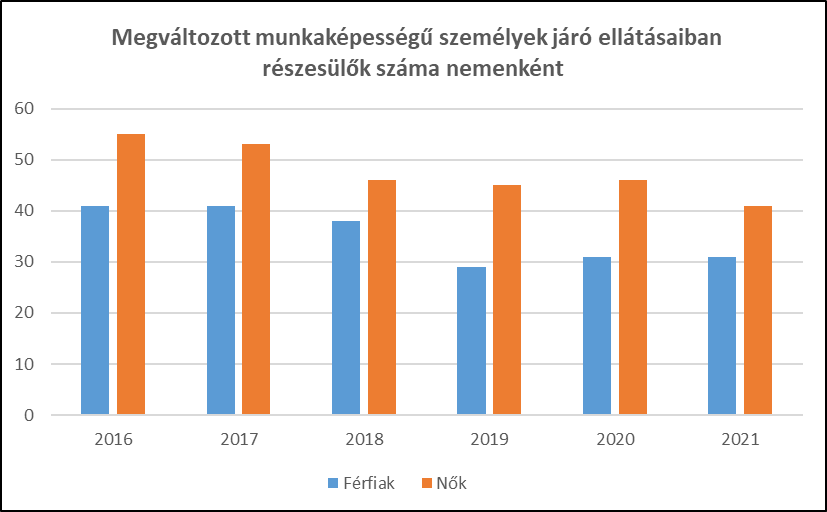 Megváltozott munkaképességű személyek járó ellátásaiban
részesülők száma nemenként
60
50
40
30
20
10
0
2016 2017 2018 2019 2020 2021
Férfiak Nők